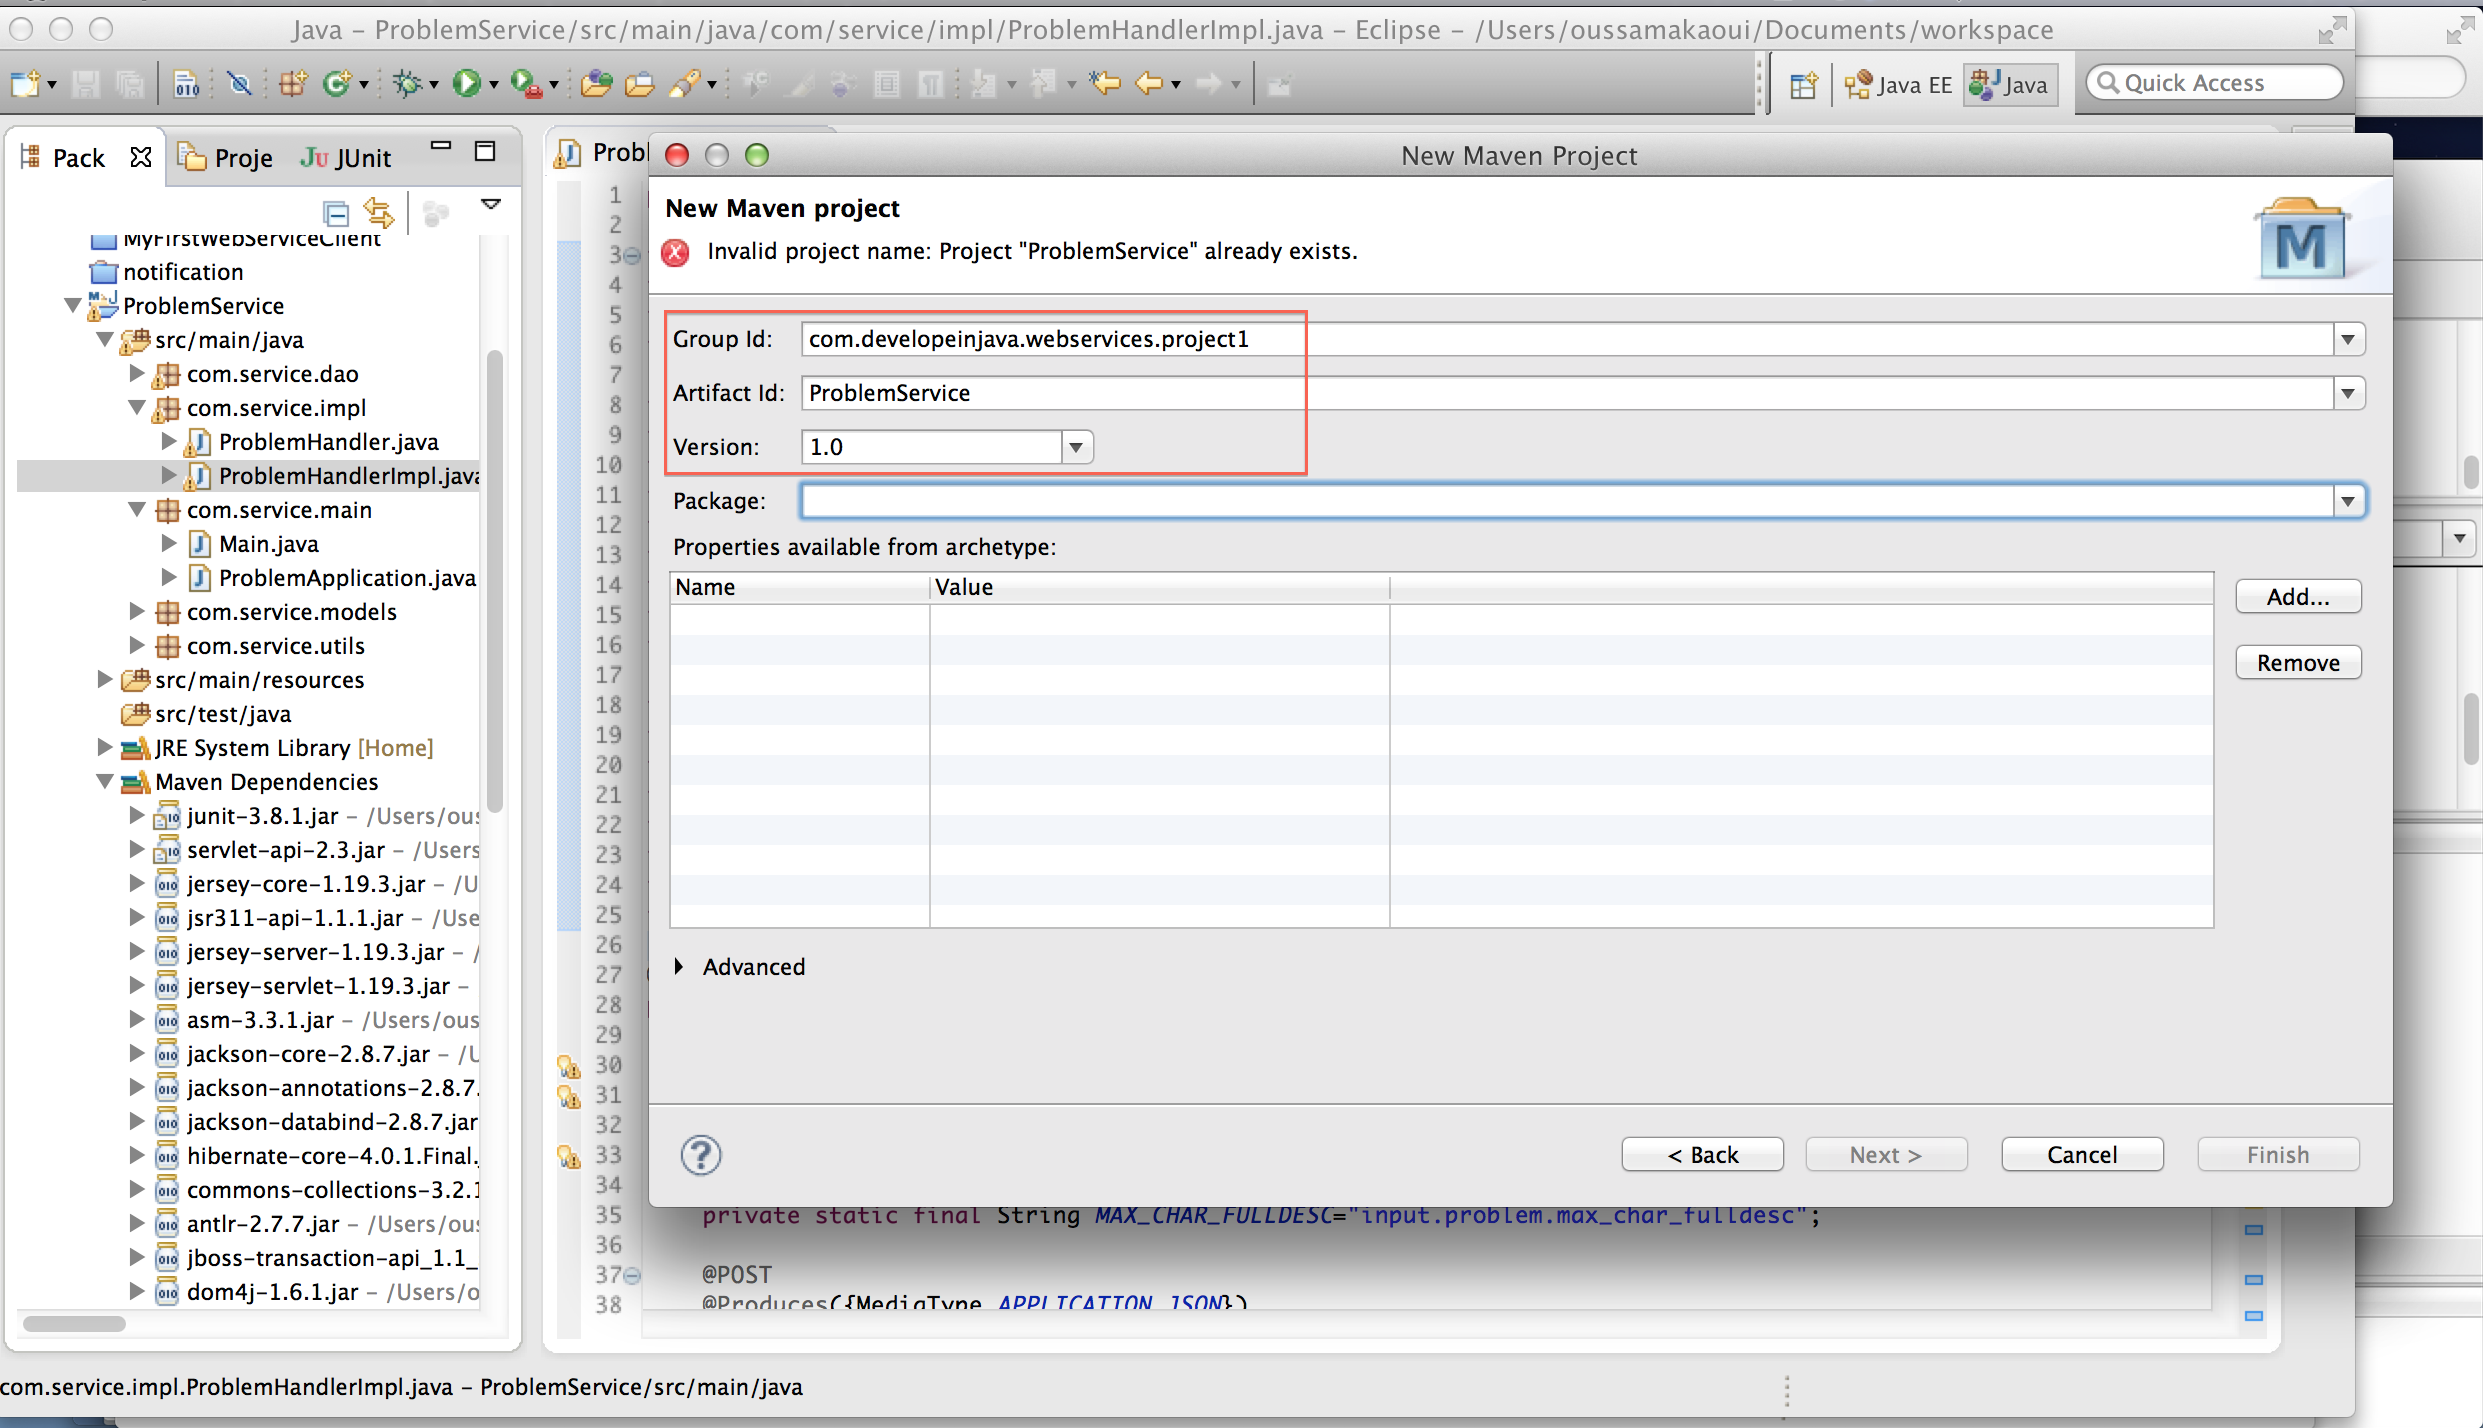 Java – ProblemService/src/main/java/com/service/impl/ProblemHandlerImpl.java – Eclipse – /Users/oussamakaoui/Documents/workspace
Java EE
Java
Quick Access
Pack
Proje
JUnit
MyFirstWebServiceClient
notification
ProblemService
src/main/java
com.service.dao
com.service.impl
ProblemHandler.java
ProblemHandlerImpl.java
com.service.main
Main.java
ProblemApplication.java
com.service.models
com.service.utils
src/main/resources
src/test/java
JRE System Library [Home]
Maven Dependencies
junit-3.8.1.jar – /Users/ous
servlet-api-2.3.jar – /Users
jersey-core-1.19.3.jar – /U
jsr311-api-1.1.1.jar – /Use
jersey-server-1.19.3.jar – /
jersey-servlet-1.19.3.jar –
asm-3.3.1.jar – /Users/ous
jackson-core-2.8.7.jar – /U
jackson-annotations-2.8.7.
jackson-databind-2.8.7.jar
hibernate-core-4.0.1.Final.
commons-collections-3.2.1
antlr-2.7.7.jar – /Users/ous
jboss-transaction-api_1.1_
dom4j-1.6.1.jar – /Users/o
Probl
1
2
3
4
5
6
7
8
9
10
11
12
13
14
15
16
17
18
19
20
21
22
23
24
25
26
27
28
29
30
31
32
33
34
35 private static final String MAX_CHAR_FULLDESC="input.problem.max_char_fulldesc";
36
37 @POST
38 @Produces({MediaType.APPLICATION_JSON})
New Maven Project
New Maven project
Invalid project name: Project "ProblemService" already exists.
Group Id: com.developeinjava.webservices.project1
Artifact Id: ProblemService
Version: 1.0
Package:
Properties available from archetype:
Name Value
Add...
Remove
Advanced
< Back Next > Cancel Finish
com.service.impl.ProblemHandlerImpl.java – ProblemService/src/main/java